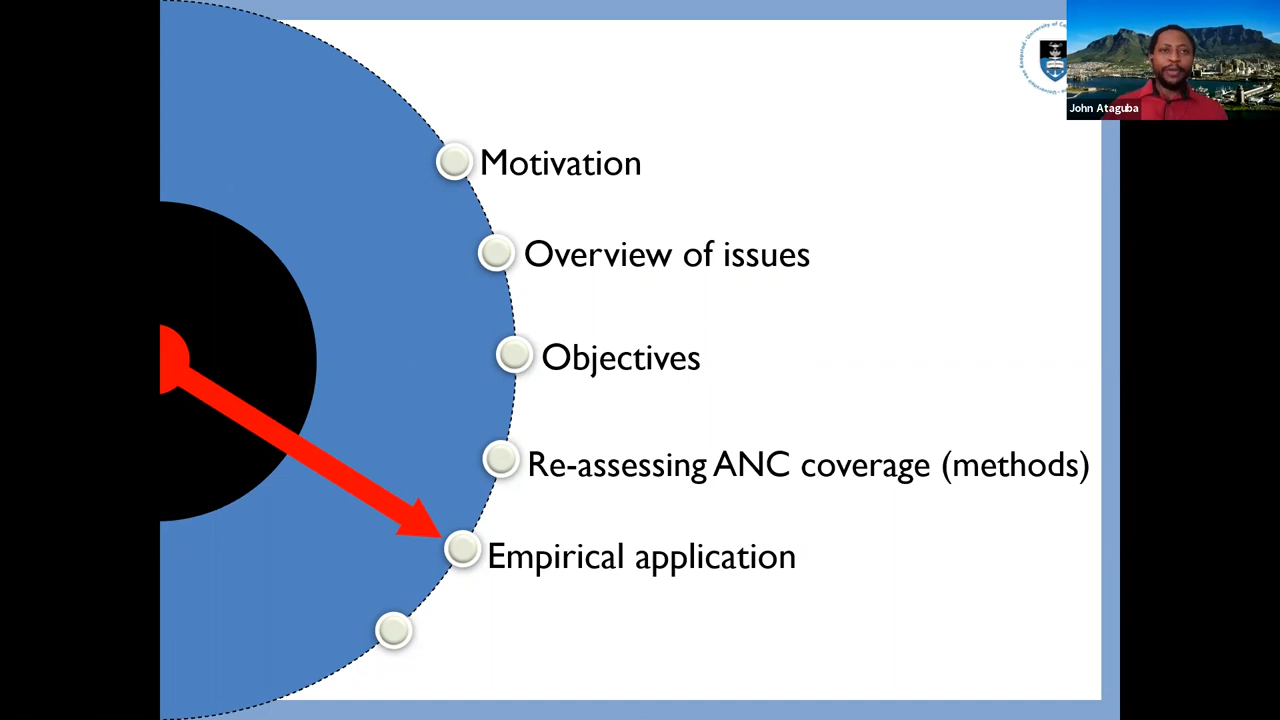 John Ataguba
Motivation
Overview of issues
Objectives
Re-assessing ANC coverage (methods)
Empirical application